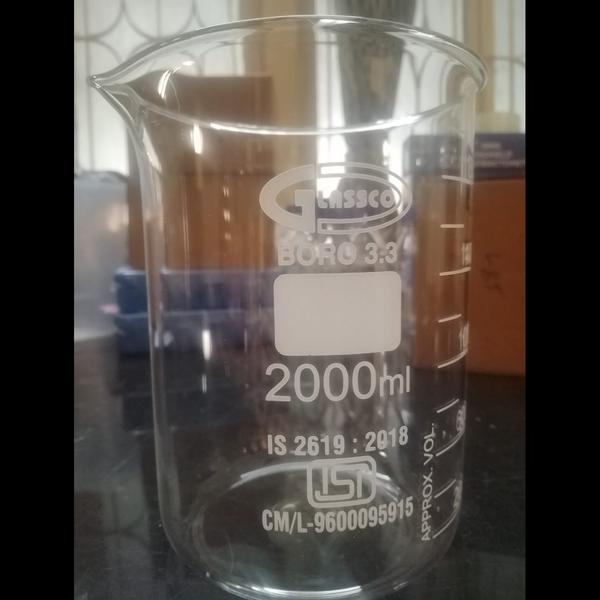 GLASSCO
BORO 3.3
2000ml
IS 2619 : 2018
ISI
CM/L-9600095915
APPROX. VOL.